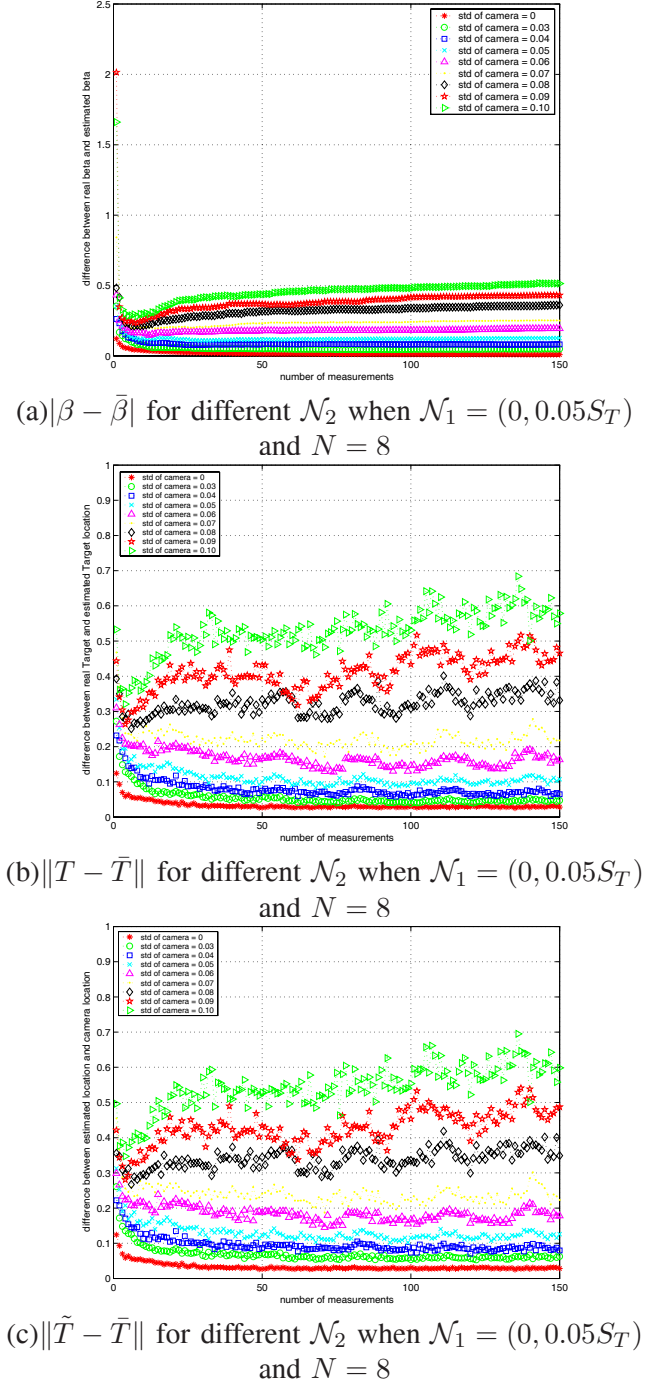 2.5
2
1.5
1
0.5
0
0 50 100 150
difference between real beta and estimated beta
number of measurements
std of camera = 0
std of camera = 0.03
std of camera = 0.04
std of camera = 0.05
std of camera = 0.06
std of camera = 0.07
std of camera = 0.08
std of camera = 0.09
std of camera = 0.10
(a)|β − β̄| for different 𝒩₂ when 𝒩₁ = (0, 0.05S_T)
and N = 8
1
0.9
0.8
0.7
0.6
0.5
0.4
0.3
0.2
0.1
0
0 50 100 150
difference between real Target and estimated Target location
number of measurements
std of camera = 0
std of camera = 0.03
std of camera = 0.04
std of camera = 0.05
std of camera = 0.06
std of camera = 0.07
std of camera = 0.08
std of camera = 0.09
std of camera = 0.10
(b)‖T − T̄‖ for different 𝒩₂ when 𝒩₁ = (0, 0.05S_T)
and N = 8
1
0.9
0.8
0.7
0.6
0.5
0.4
0.3
0.2
0.1
0
0 50 100 150
difference between estimated location and camera location
number of measurements
std of camera = 0
std of camera = 0.03
std of camera = 0.04
std of camera = 0.05
std of camera = 0.06
std of camera = 0.07
std of camera = 0.08
std of camera = 0.09
std of camera = 0.10
(c)‖T̃ − T̄‖ for different 𝒩₂ when 𝒩₁ = (0, 0.05S_T)
and N = 8